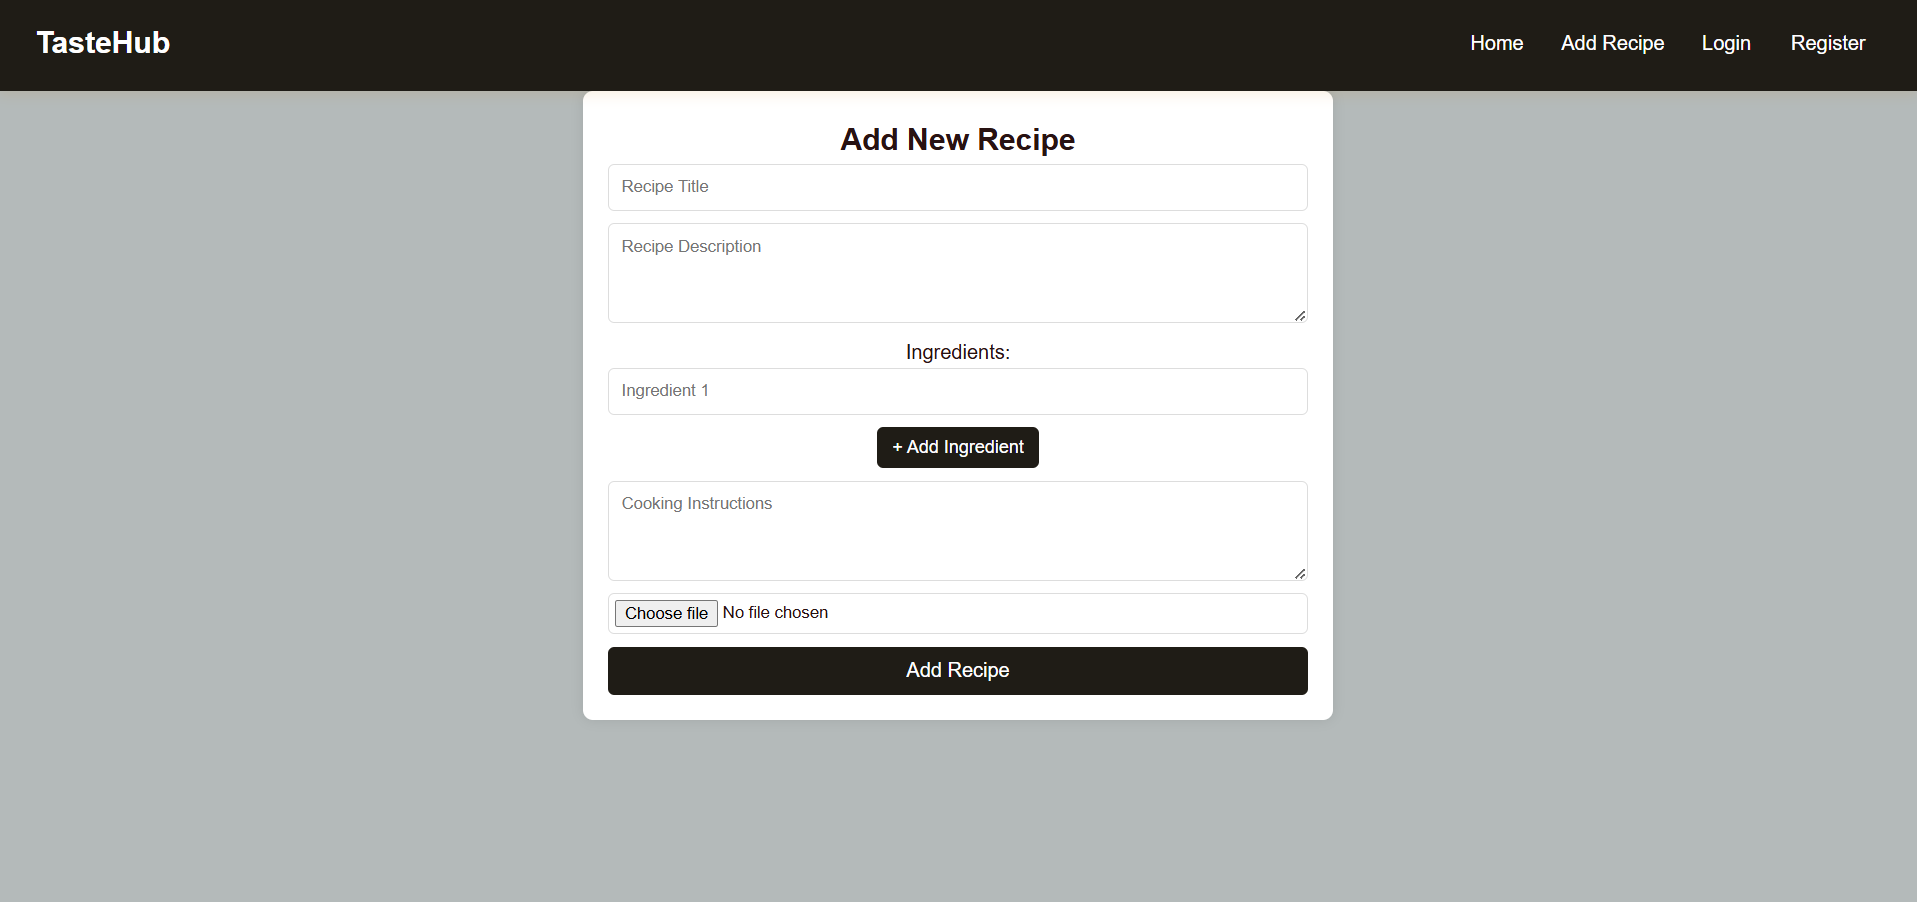 TasteHub
Home Add Recipe Login Register
Add New Recipe
Recipe Title
Recipe Description
Ingredients:
Ingredient 1
+ Add Ingredient
Cooking Instructions
Choose file No file chosen
Add Recipe